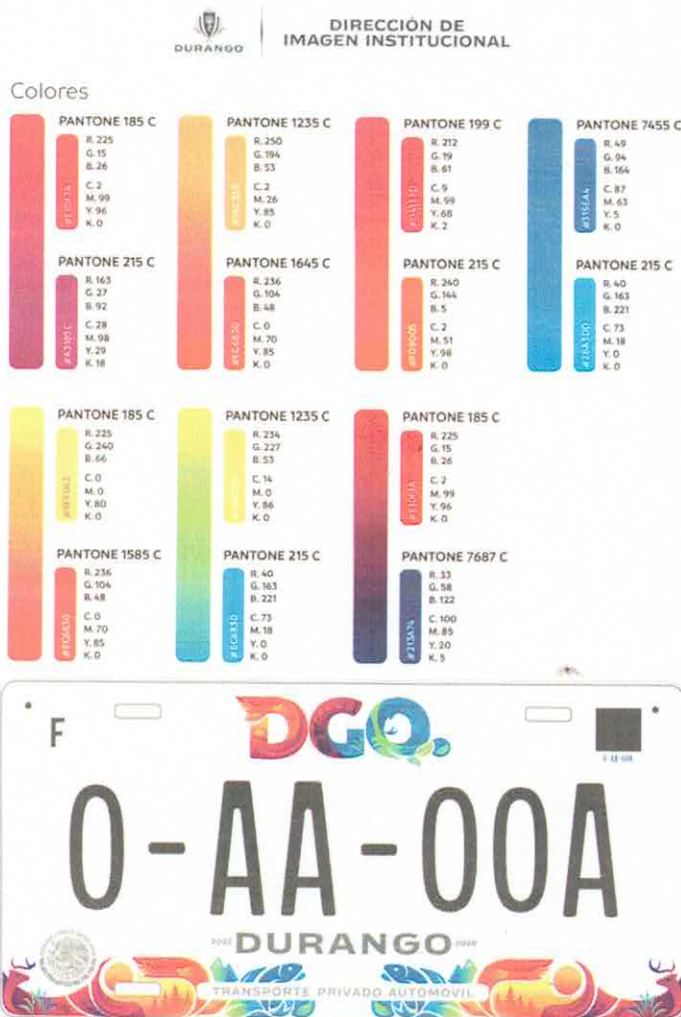 DURANGO
DIRECCIÓN DE
IMAGEN INSTITUCIONAL
Colores
PANTONE 185 C
R. 225
G. 15
B. 26
C. 2
M. 99
Y. 96
K. 0
PANTONE 215 C
R. 163
G. 27
B. 92
C. 28
M. 98
Y. 29
K. 18
#A3185C
PANTONE 1235 C
R. 250
G. 194
B. 53
C. 2
M. 26
Y. 85
K. 0
PANTONE 1645 C
R. 236
G. 104
B. 48
C. 0
M. 70
Y. 85
K. 0
#EC6830
PANTONE 199 C
R. 212
G. 19
B. 61
C. 9
M. 99
Y. 68
K. 2
PANTONE 215 C
R. 240
G. 144
B. 5
C. 2
M. 51
Y. 98
K. 0
#F09005
PANTONE 7455 C
R. 49
G. 94
B. 164
C. 87
M. 63
Y. 5
K. 0
#315EA4
PANTONE 215 C
R. 40
G. 163
B. 221
C. 73
M. 18
Y. 0
K. 0
#28A3DD
PANTONE 185 C
R. 225
G. 240
B. 66
C. 0
M. 0
Y. 80
K. 0
PANTONE 1585 C
R. 236
G. 104
B. 48
C. 0
M. 70
Y. 85
K. 0
#EC6830
PANTONE 1235 C
R. 234
G. 227
B. 53
C. 14
M. 0
Y. 86
K. 0
PANTONE 215 C
R. 40
G. 163
B. 221
C. 73
M. 18
Y. 0
K. 0
#EC6830
PANTONE 185 C
R. 225
G. 15
B. 26
C. 2
M. 99
Y. 96
K. 0
#E10F1A
PANTONE 7687 C
R. 33
G. 58
B. 122
C. 100
M. 85
Y. 20
K. 5
#213A7A
F
DGO
0-AA-00A
DURANGO
TRANSPORTE PRIVADO AUTOMOVIL